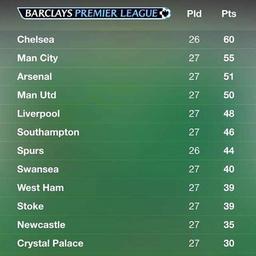 BARCLAYS PREMIER LEAGUE Pld Pts
Chelsea 26 60
Man City 27 55
Arsenal 27 51
Man Utd 27 50
Liverpool 27 48
Southampton 27 46
Spurs 26 44
Swansea 27 40
West Ham 27 39
Stoke 27 39
Newcastle 27 35
Crystal Palace 27 30